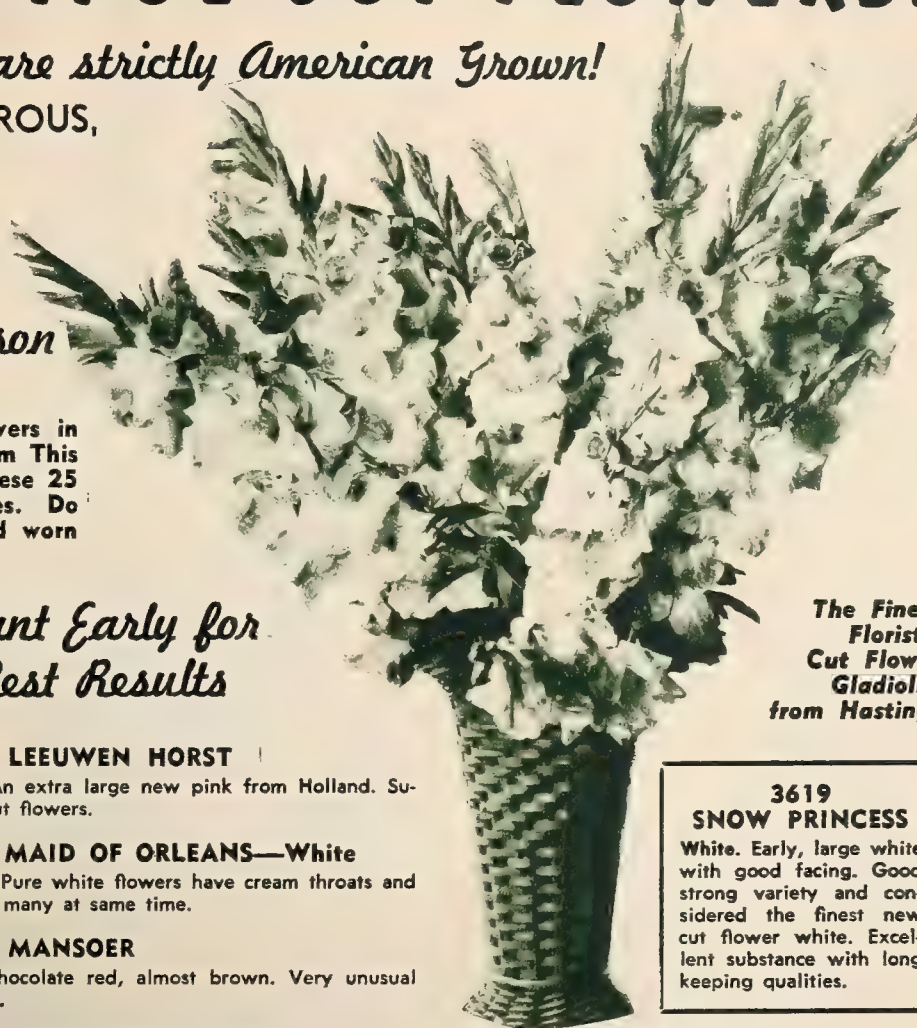 are strictly American Grown!
ROUS,
son
vers in
m This
ese 25
es. Do
d worn
ant Early for
Best Results
LEEUWEN HORST
An extra large new pink from Holland. Su-
ut flowers.
MAID OF ORLEANS—White
Pure white flowers have cream throats and
many at same time.
MANSOER
hocolate red, almost brown. Very unusual
The Fine
Florist
Cut Flow
Gladiol
from Hastin
3619
SNOW PRINCESS
White. Early, large white
with good facing. Good
strong variety and con-
sidered the finest new
cut flower white. Excel-
lent substance with long
keeping qualities.